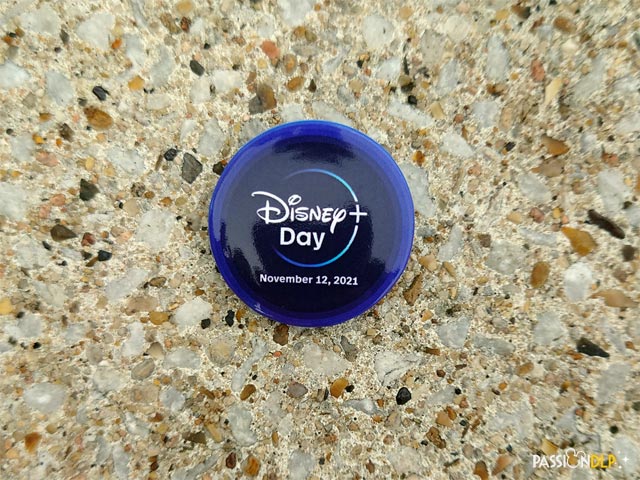 Disney+
Day
November 12, 2021
PASSIONDLP